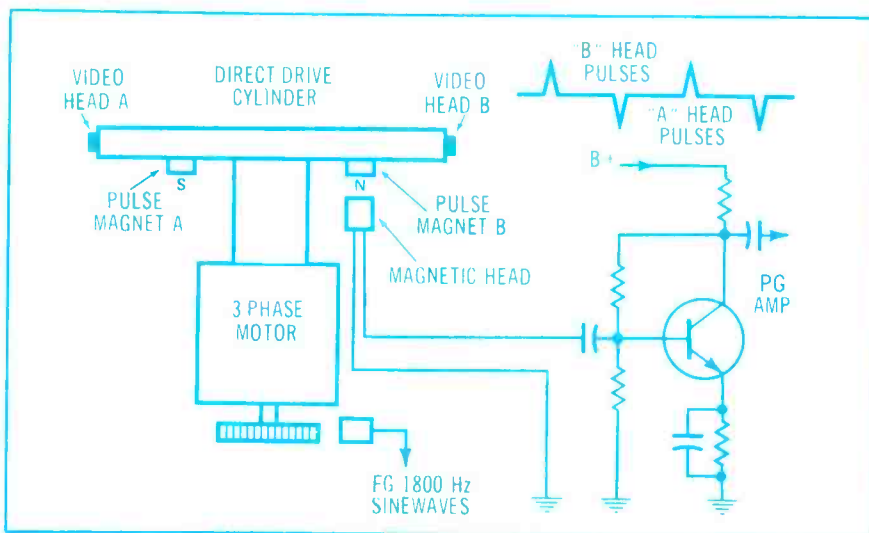 "B" HEAD
PULSES
VIDEO
HEAD A
DIRECT DRIVE
CYLINDER
VIDEO
HEAD B
"A" HEAD
PULSES
B+
S
N
PULSE
MAGNET A
PULSE
MAGNET B
MAGNETIC HEAD
PG
AMP
3 PHASE
MOTOR
FG 1800 Hz
SINEWAVES